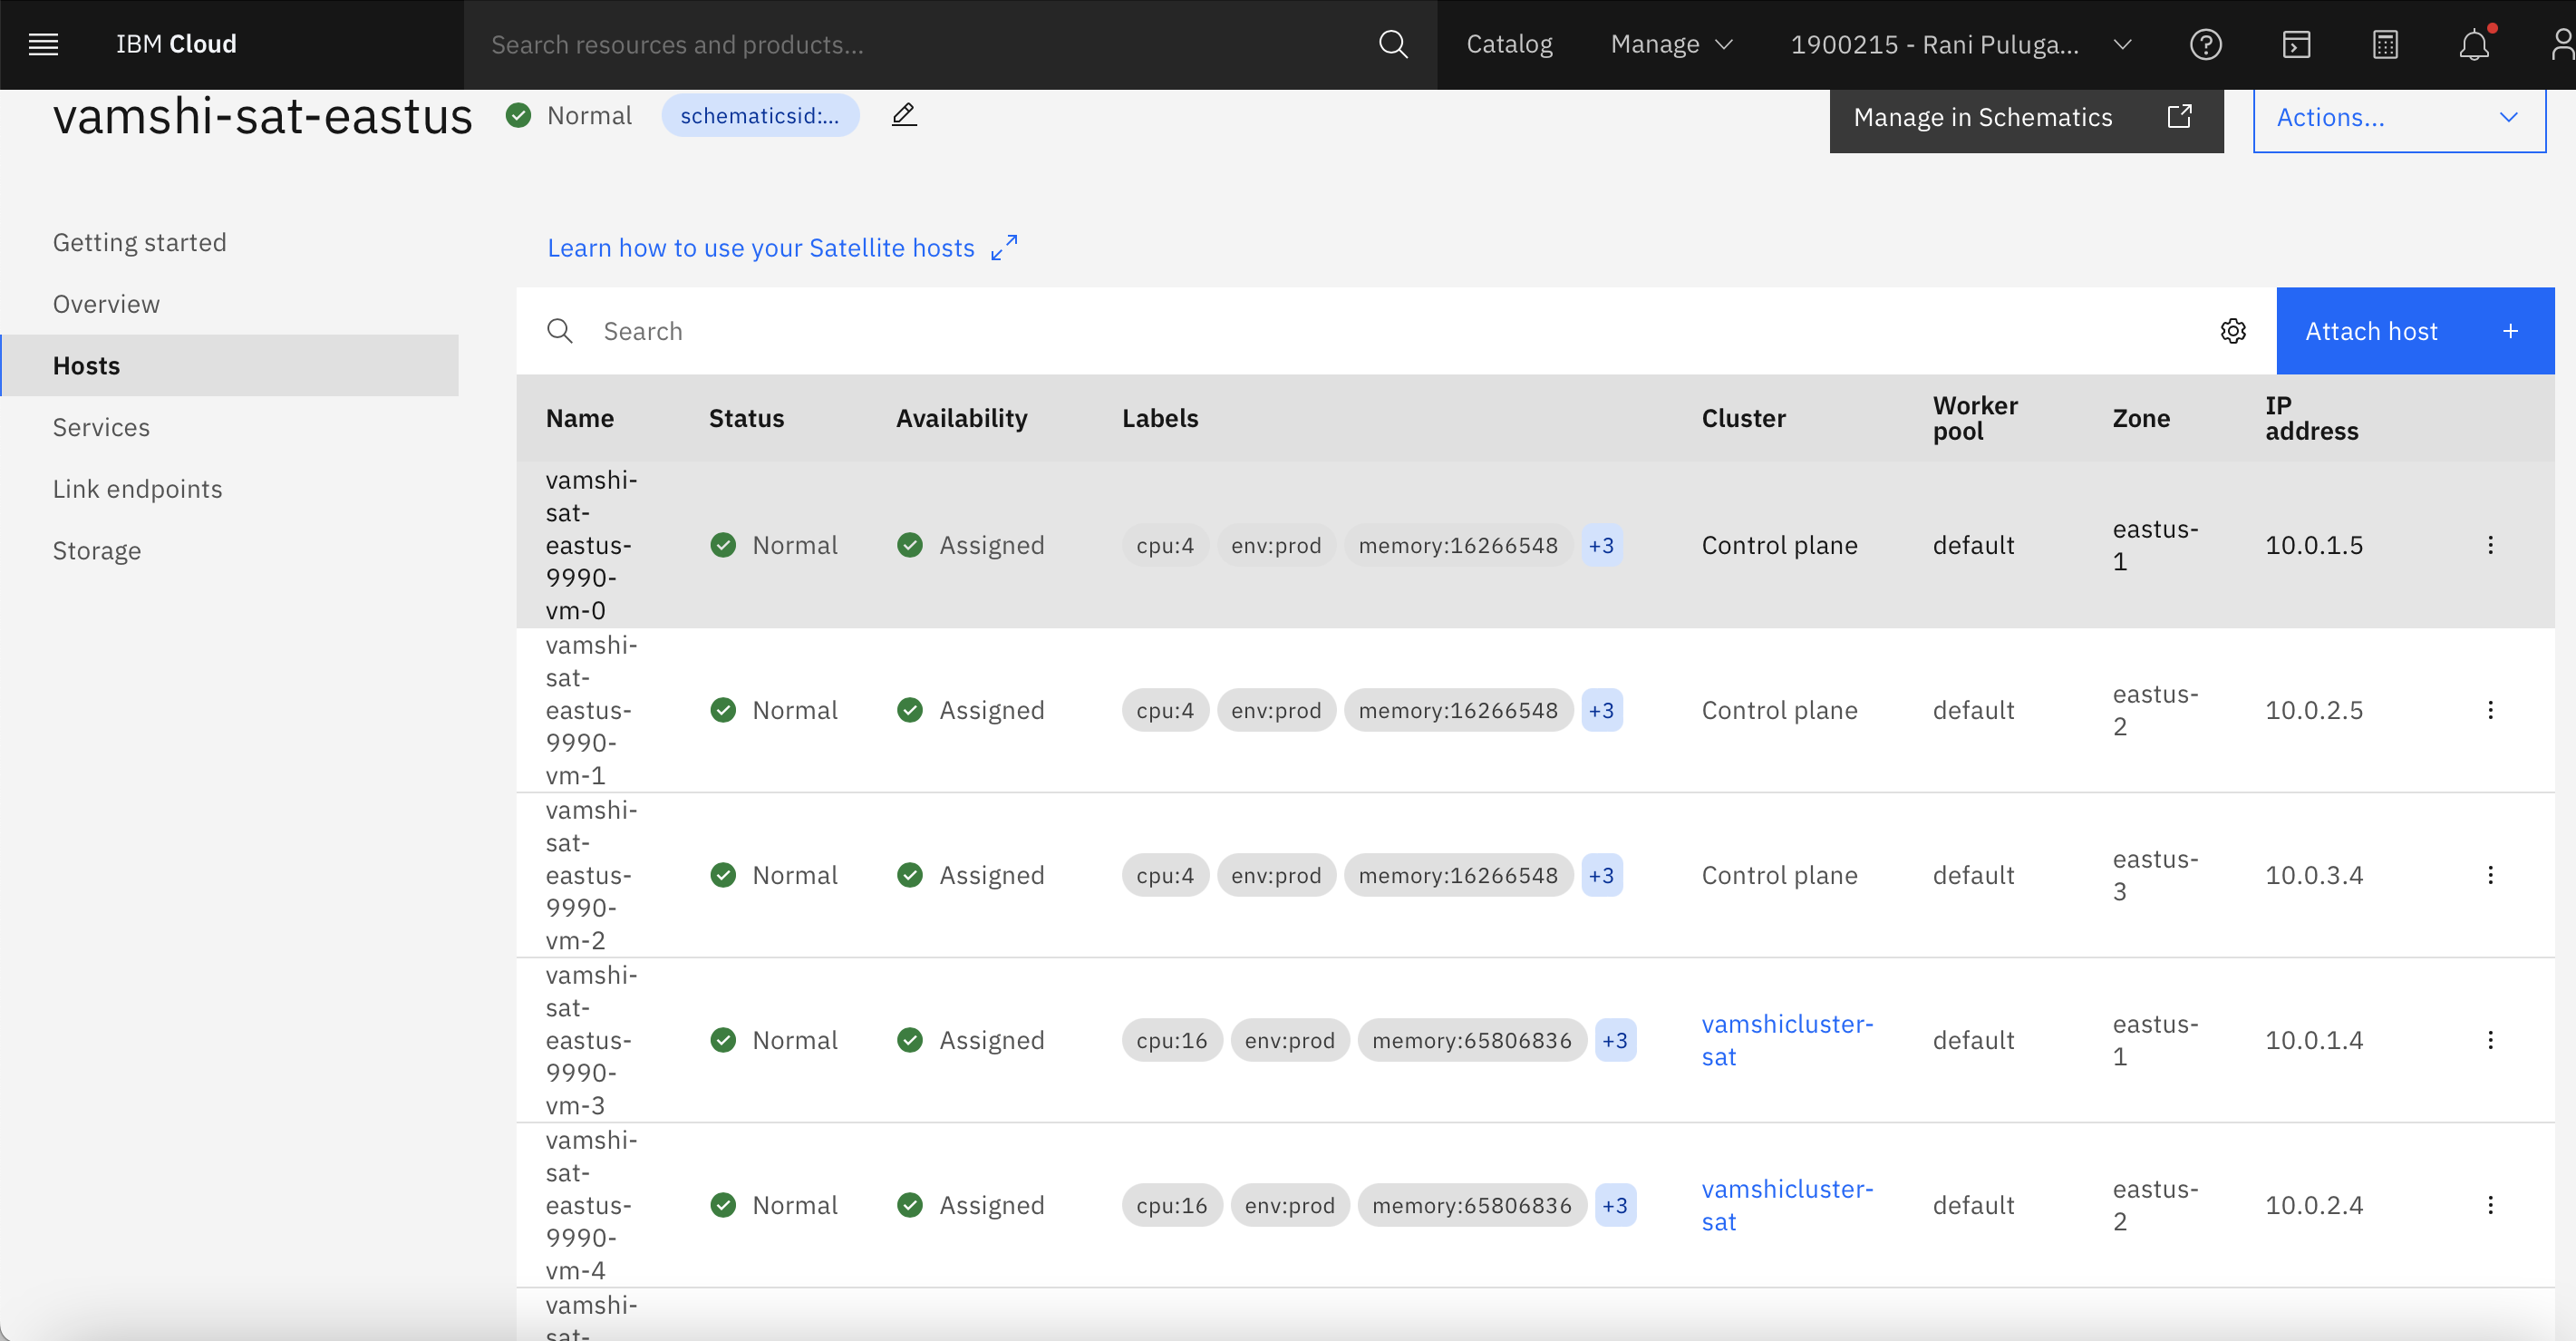 IBM Cloud
Search resources and products...
Catalog
Manage
1900215 - Rani Puluga...
vamshi-sat-eastus
Normal
schematicsid:...
Manage in Schematics
Actions...
Getting started
Overview
Hosts
Services
Link endpoints
Storage
Learn how to use your Satellite hosts
Search
Attach host +
Name
Status
Availability
Labels
Cluster
Worker
pool
Zone
IP
address
vamshi-
sat-
eastus-
9990-
vm-0
Normal
Assigned
cpu:4 env:prod memory:16266548 +3
Control plane
default
eastus-
1
10.0.1.5
vamshi-
sat-
eastus-
9990-
vm-1
Normal
Assigned
cpu:4 env:prod memory:16266548 +3
Control plane
default
eastus-
2
10.0.2.5
vamshi-
sat-
eastus-
9990-
vm-2
Normal
Assigned
cpu:4 env:prod memory:16266548 +3
Control plane
default
eastus-
3
10.0.3.4
vamshi-
sat-
eastus-
9990-
vm-3
Normal
Assigned
cpu:16 env:prod memory:65806836 +3
vamshicluster-
sat
default
eastus-
1
10.0.1.4
vamshi-
sat-
eastus-
9990-
vm-4
Normal
Assigned
cpu:16 env:prod memory:65806836 +3
vamshicluster-
sat
default
eastus-
2
10.0.2.4
vamshi-
sat-